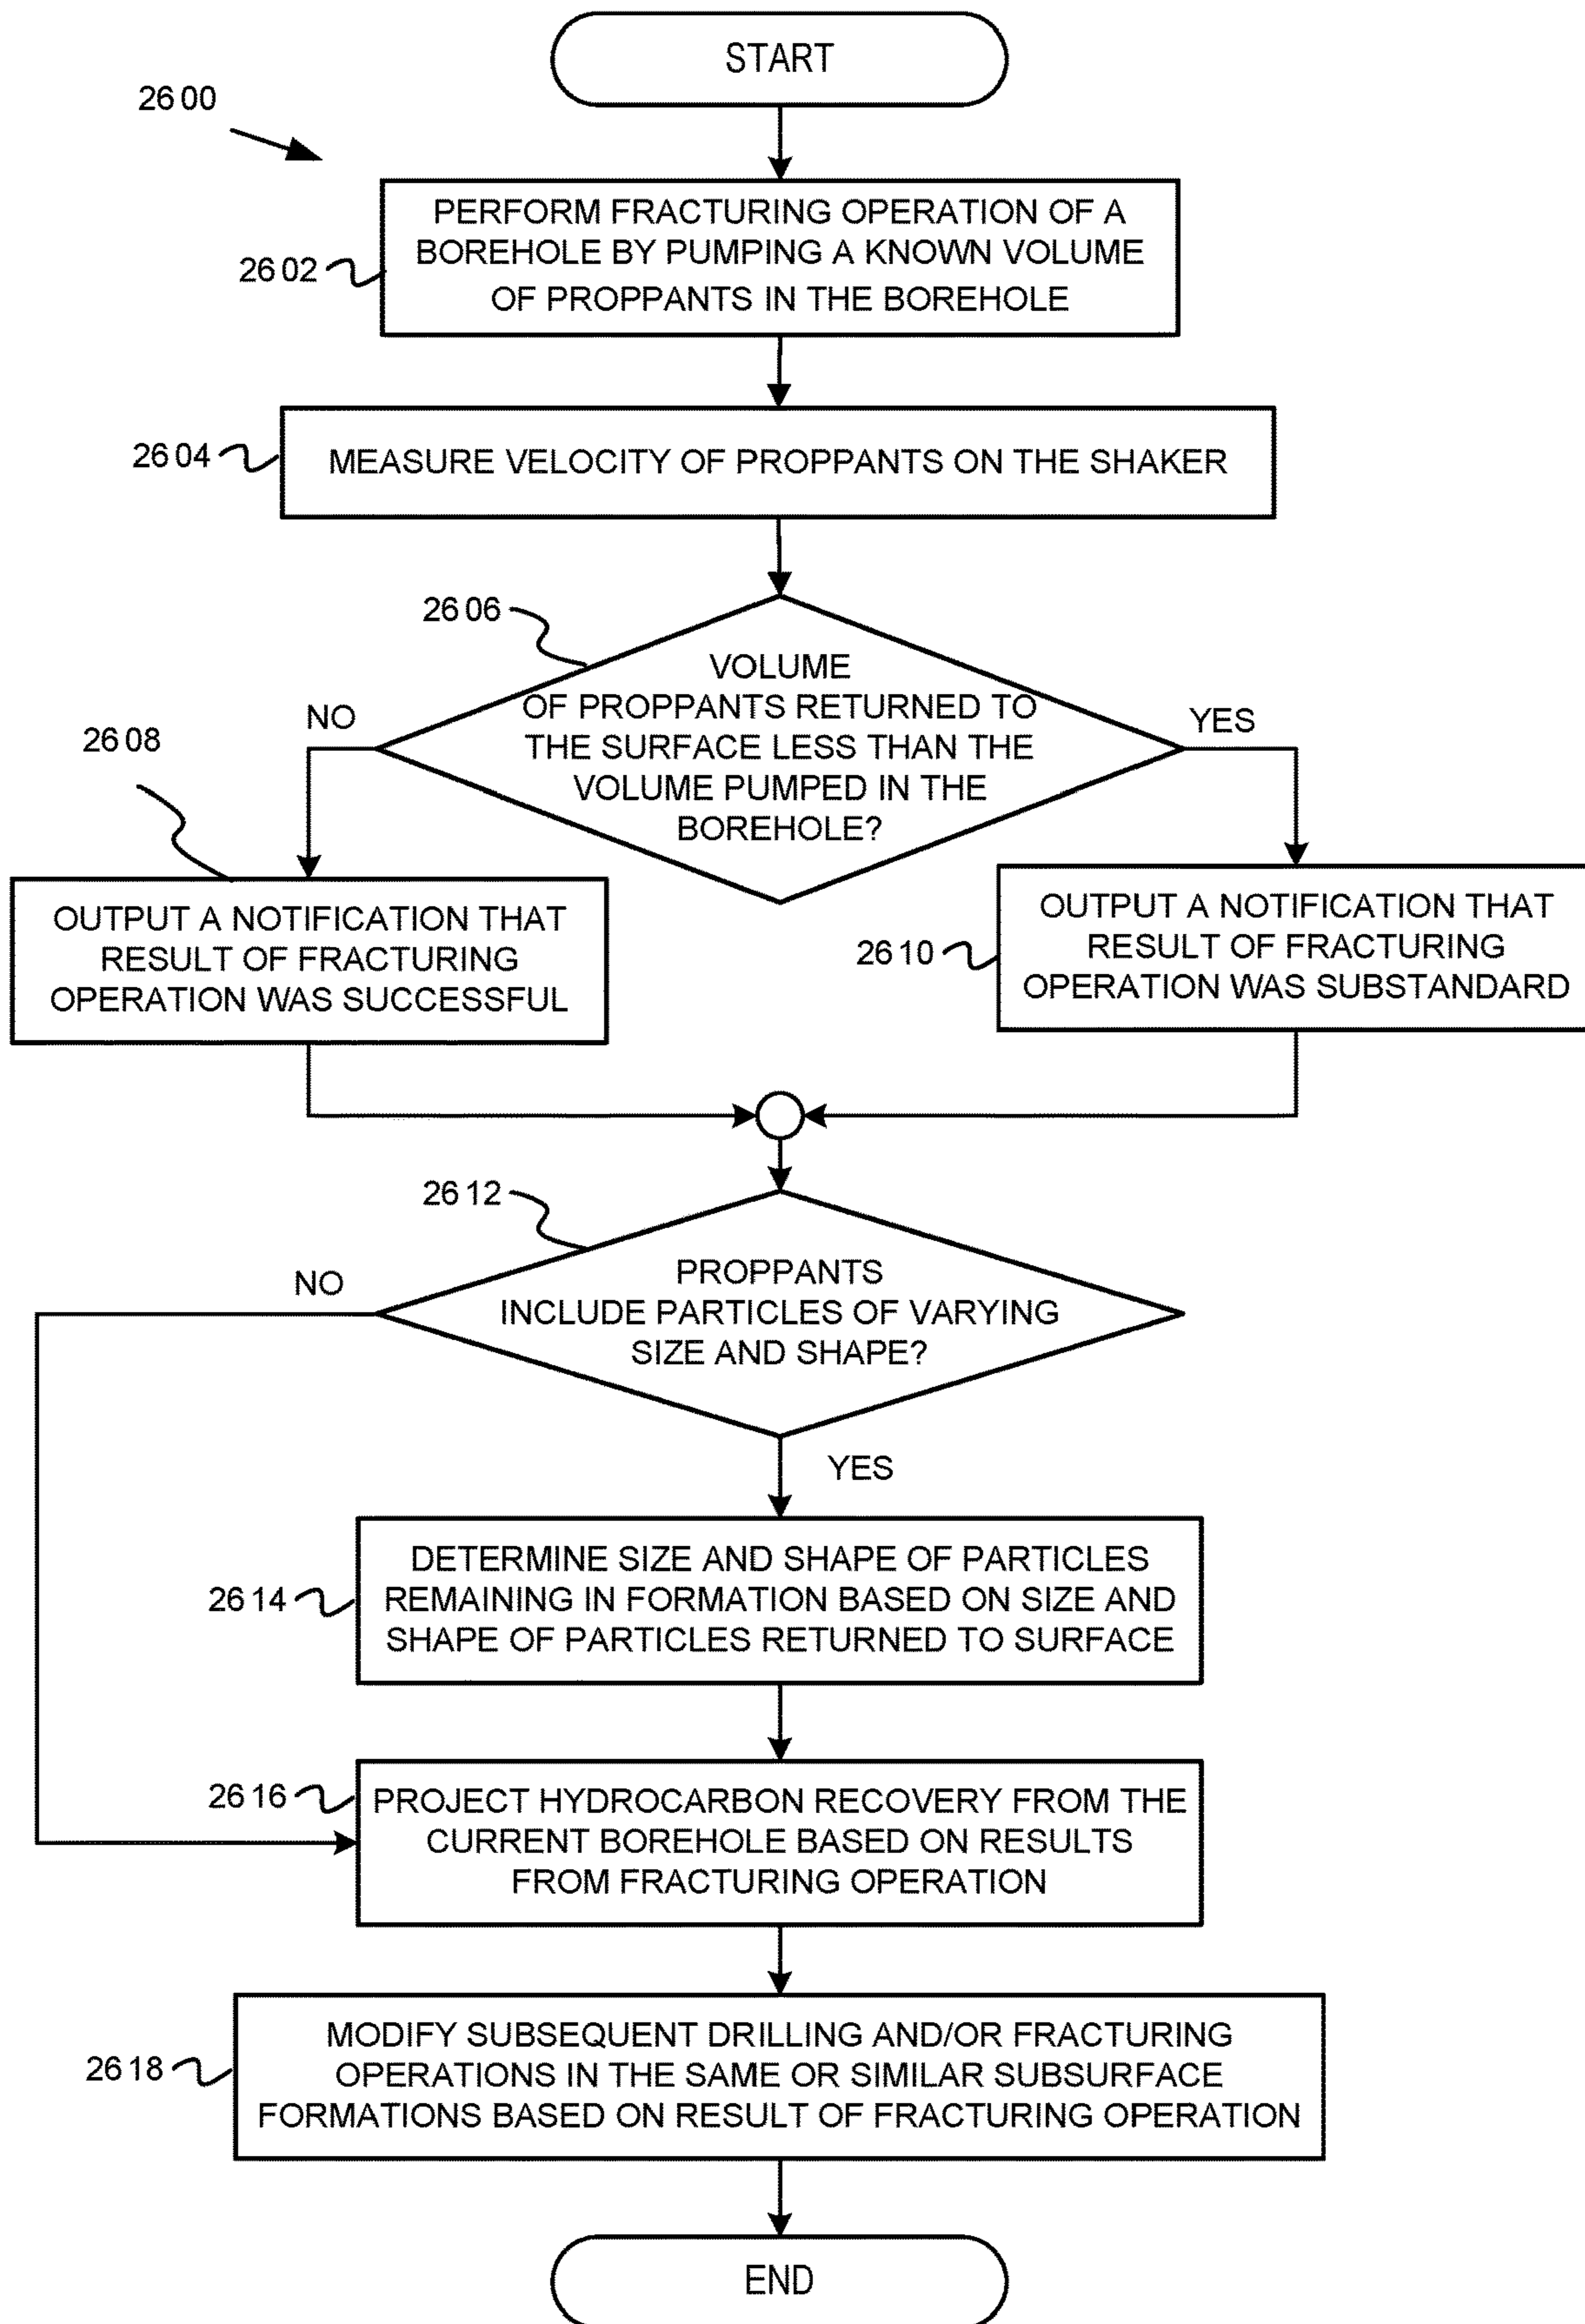 START
2600
PERFORM FRACTURING OPERATION OF A
BOREHOLE BY PUMPING A KNOWN VOLUME
OF PROPPANTS IN THE BOREHOLE
2602
2604
MEASURE VELOCITY OF PROPPANTS ON THE SHAKER
2606
VOLUME
OF PROPPANTS RETURNED TO
THE SURFACE LESS THAN THE
VOLUME PUMPED IN THE
BOREHOLE?
NO
YES
2608
OUTPUT A NOTIFICATION THAT
RESULT OF FRACTURING
OPERATION WAS SUCCESSFUL
2610
OUTPUT A NOTIFICATION THAT
RESULT OF FRACTURING
OPERATION WAS SUBSTANDARD
2612
NO
PROPPANTS
INCLUDE PARTICLES OF VARYING
SIZE AND SHAPE?
YES
2614
DETERMINE SIZE AND SHAPE OF PARTICLES
REMAINING IN FORMATION BASED ON SIZE AND
SHAPE OF PARTICLES RETURNED TO SURFACE
2616
PROJECT HYDROCARBON RECOVERY FROM THE
CURRENT BOREHOLE BASED ON RESULTS
FROM FRACTURING OPERATION
2618
MODIFY SUBSEQUENT DRILLING AND/OR FRACTURING
OPERATIONS IN THE SAME OR SIMILAR SUBSURFACE
FORMATIONS BASED ON RESULT OF FRACTURING OPERATION
END